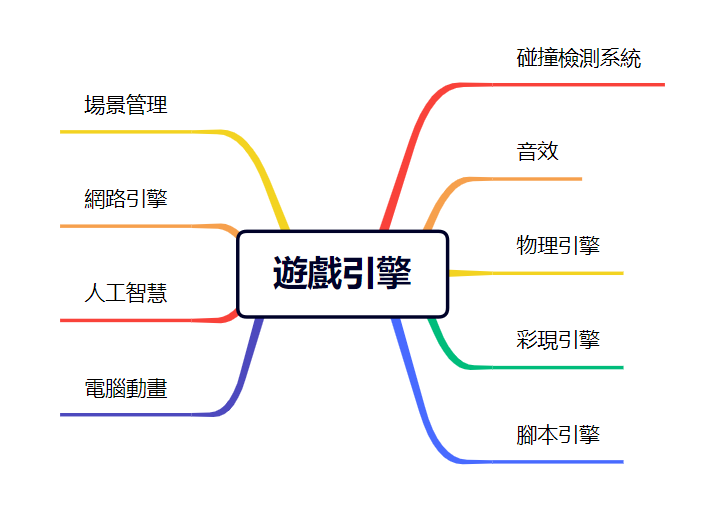 碰撞檢測系統
場景管理
音效
網路引擎
物理引擎
遊戲引擎
人工智慧
彩現引擎
電腦動畫
腳本引擎